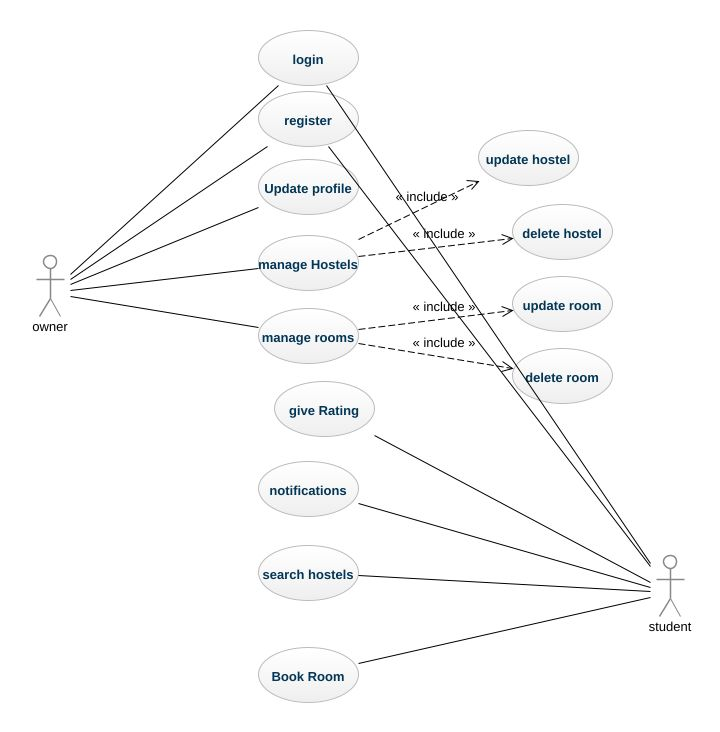 login
register
update hostel
Update profile
« include »
delete hostel
« include »
manage Hostels
update room
« include »
owner
manage rooms
« include »
delete room
give Rating
notifications
search hostels
student
Book Room